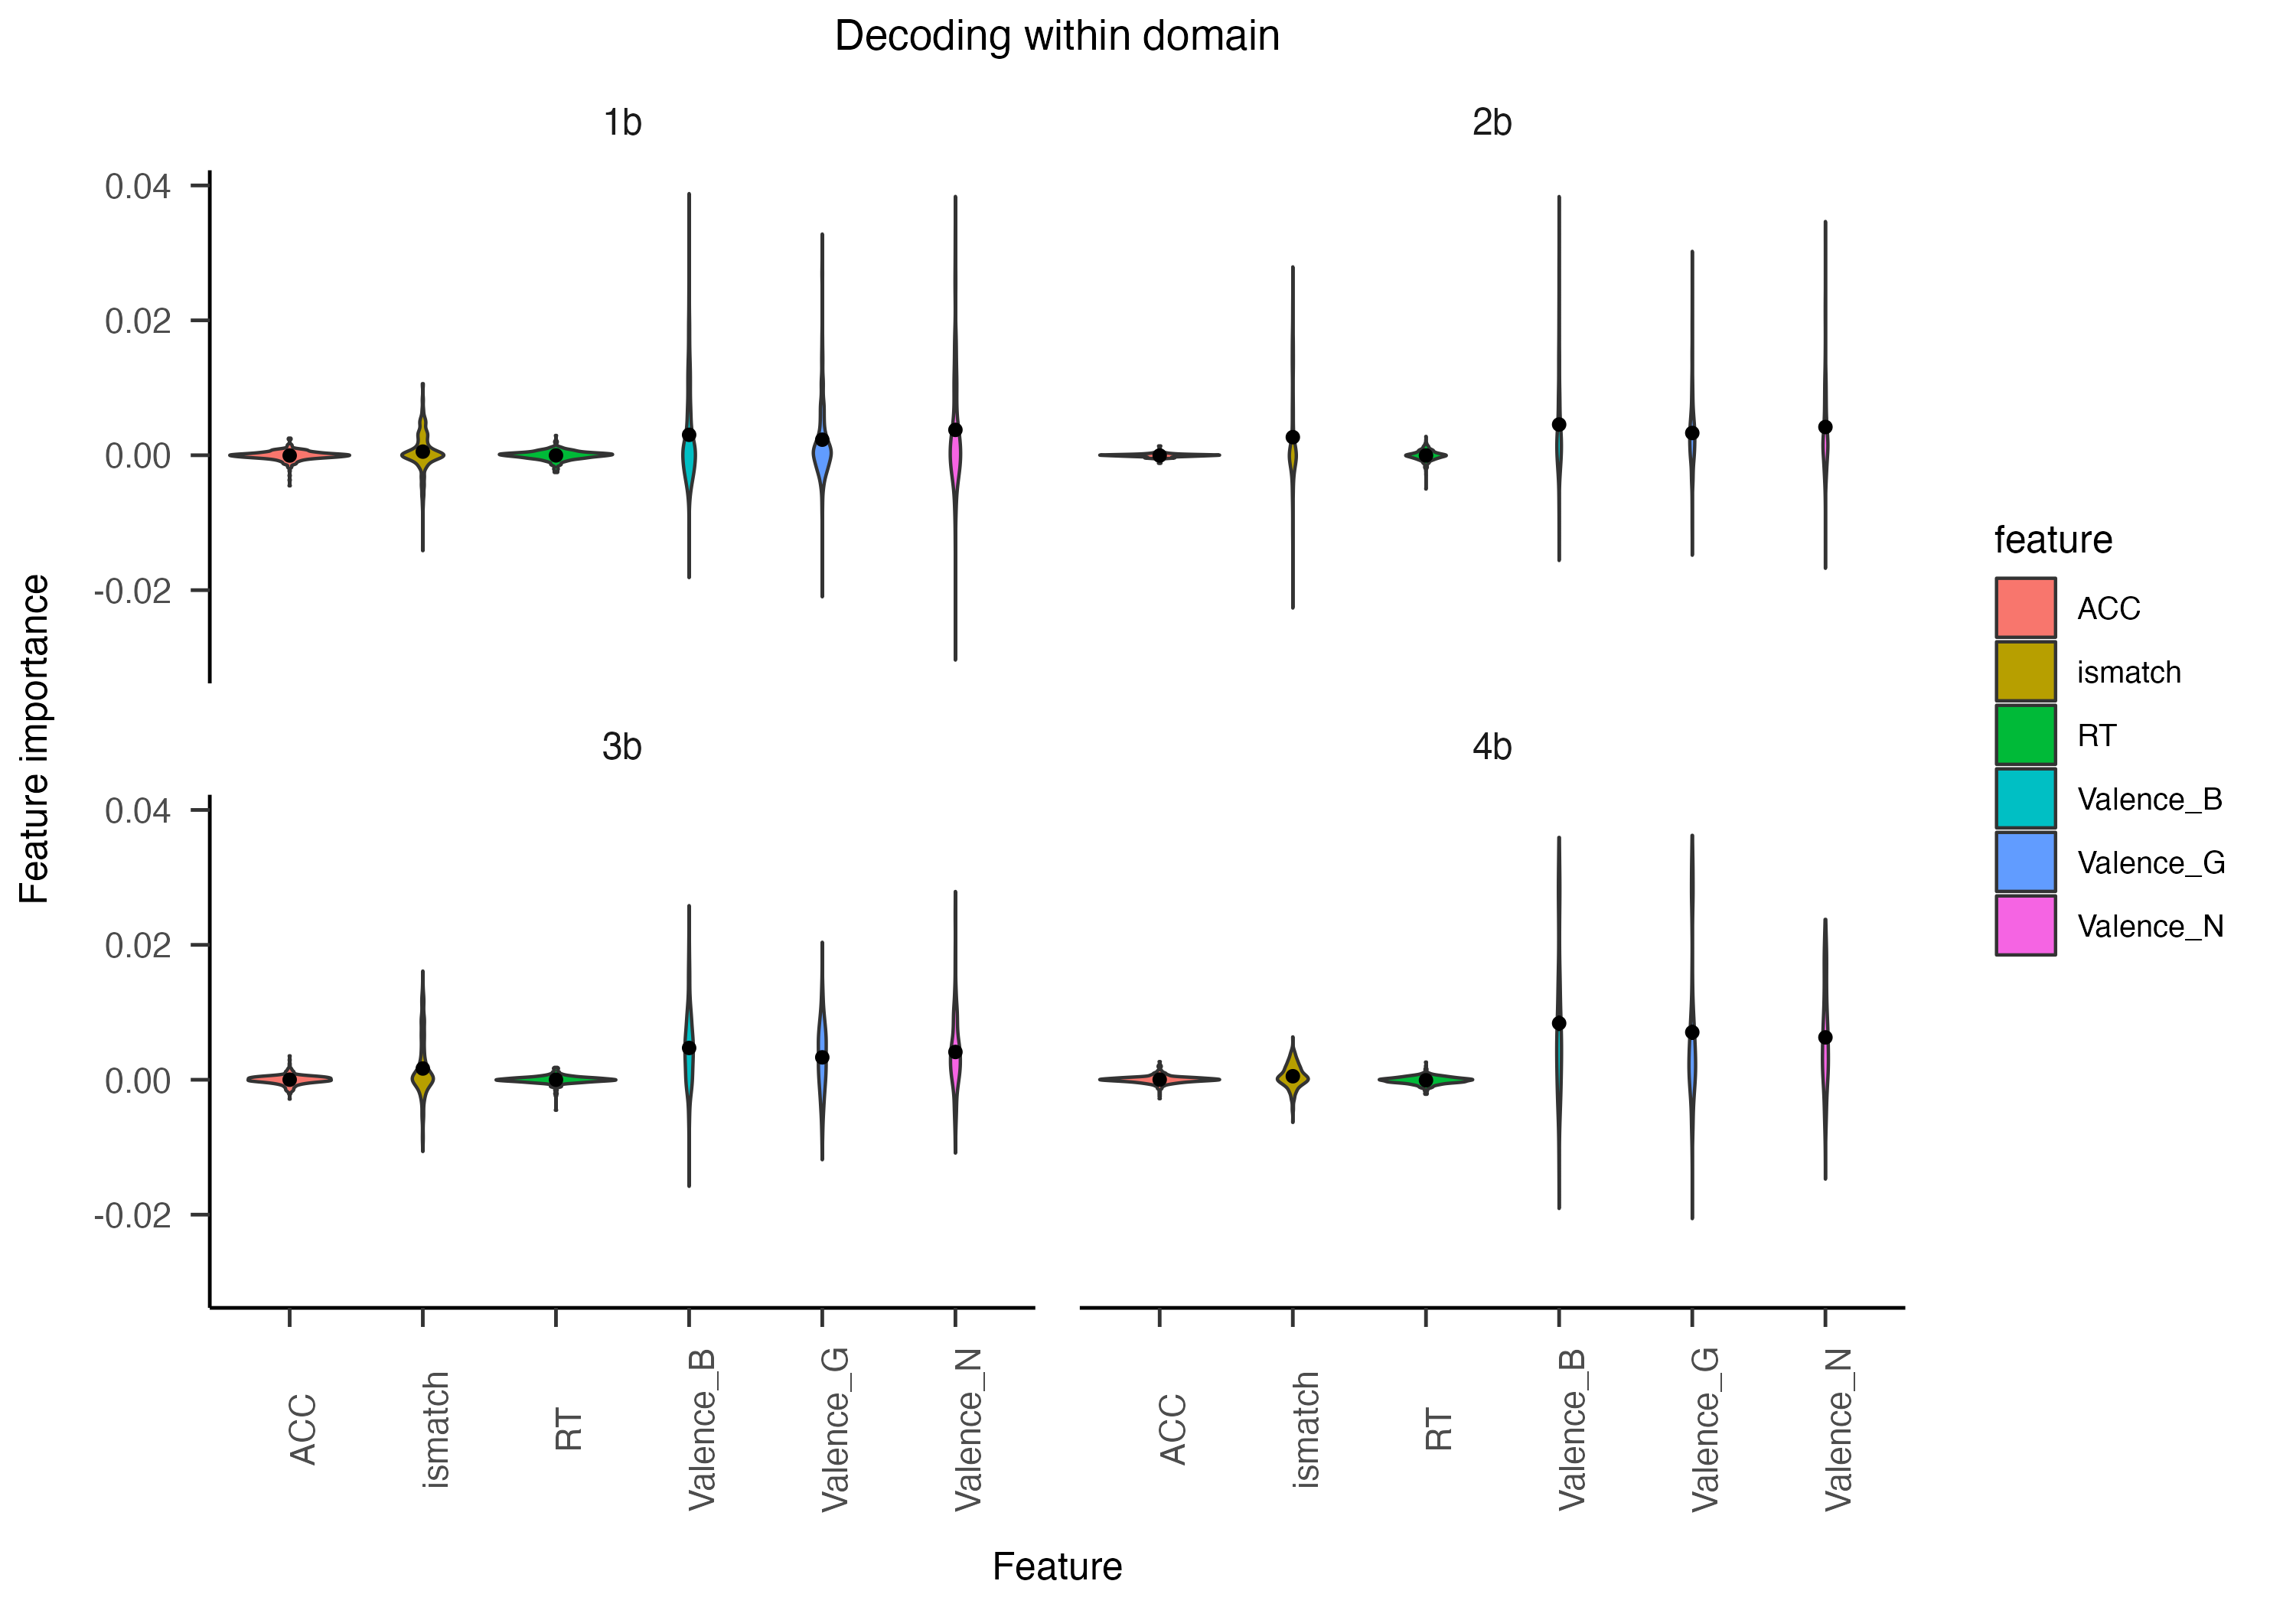 Decoding within domain
1b
2b
0.04
0.02
0.00
-0.02
3b
4b
0.04
0.02
0.00
-0.02
Feature importance
ACC
ismatch
RT
Valence_B
Valence_G
Valence_N
ACC
ismatch
RT
Valence_B
Valence_G
Valence_N
Feature
feature
ACC
ismatch
RT
Valence_B
Valence_G
Valence_N